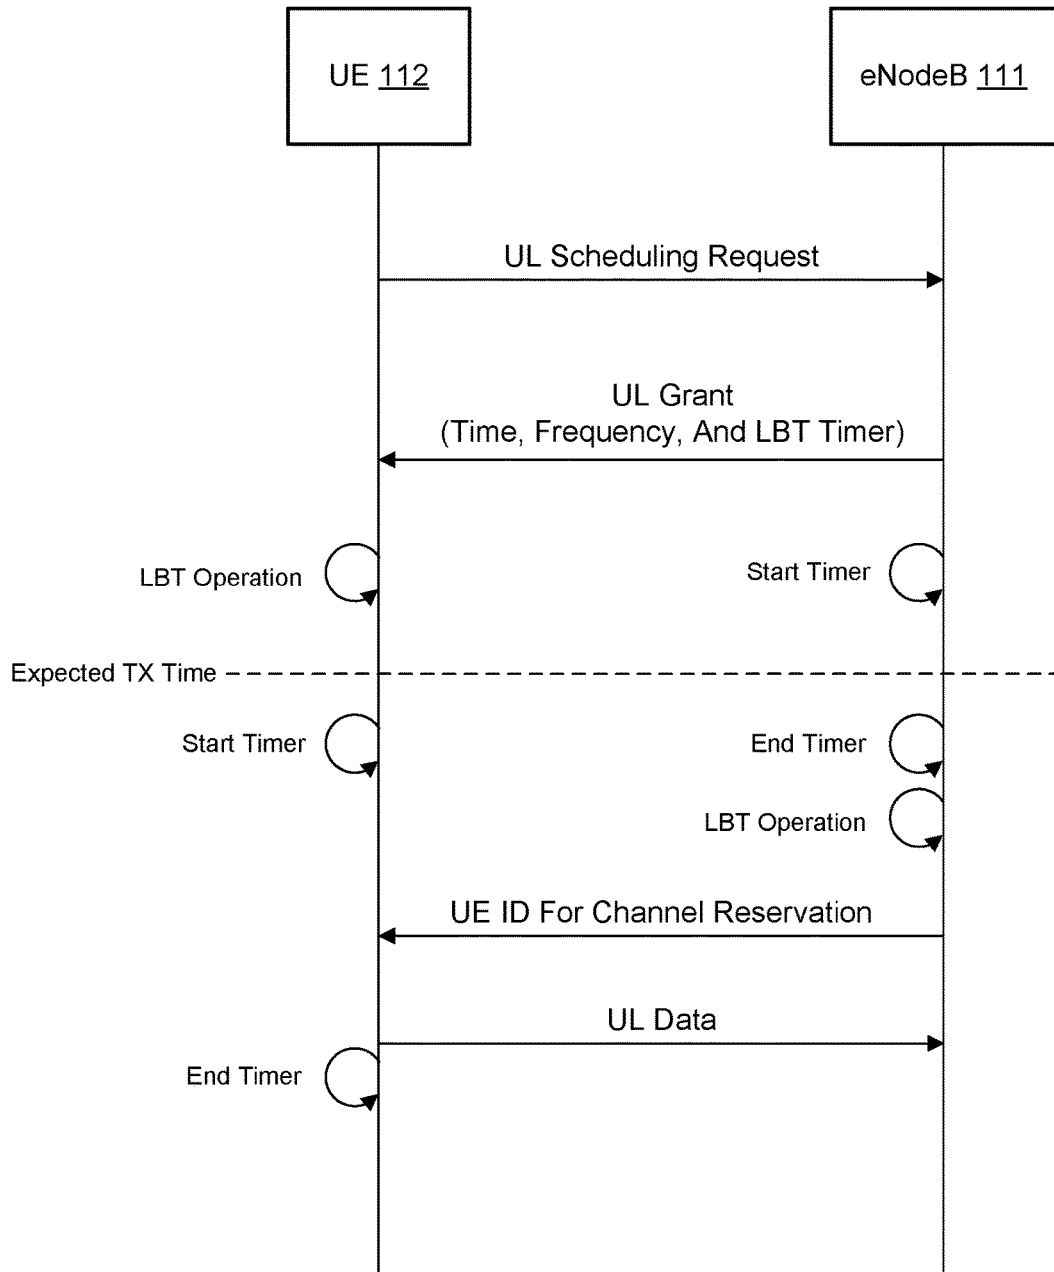 UE 112
eNodeB 111
UL Scheduling Request
UL Grant
(Time, Frequency, And LBT Timer)
LBT Operation
Start Timer
Expected TX Time
Start Timer
End Timer
LBT Operation
UE ID For Channel Reservation
UL Data
End Timer